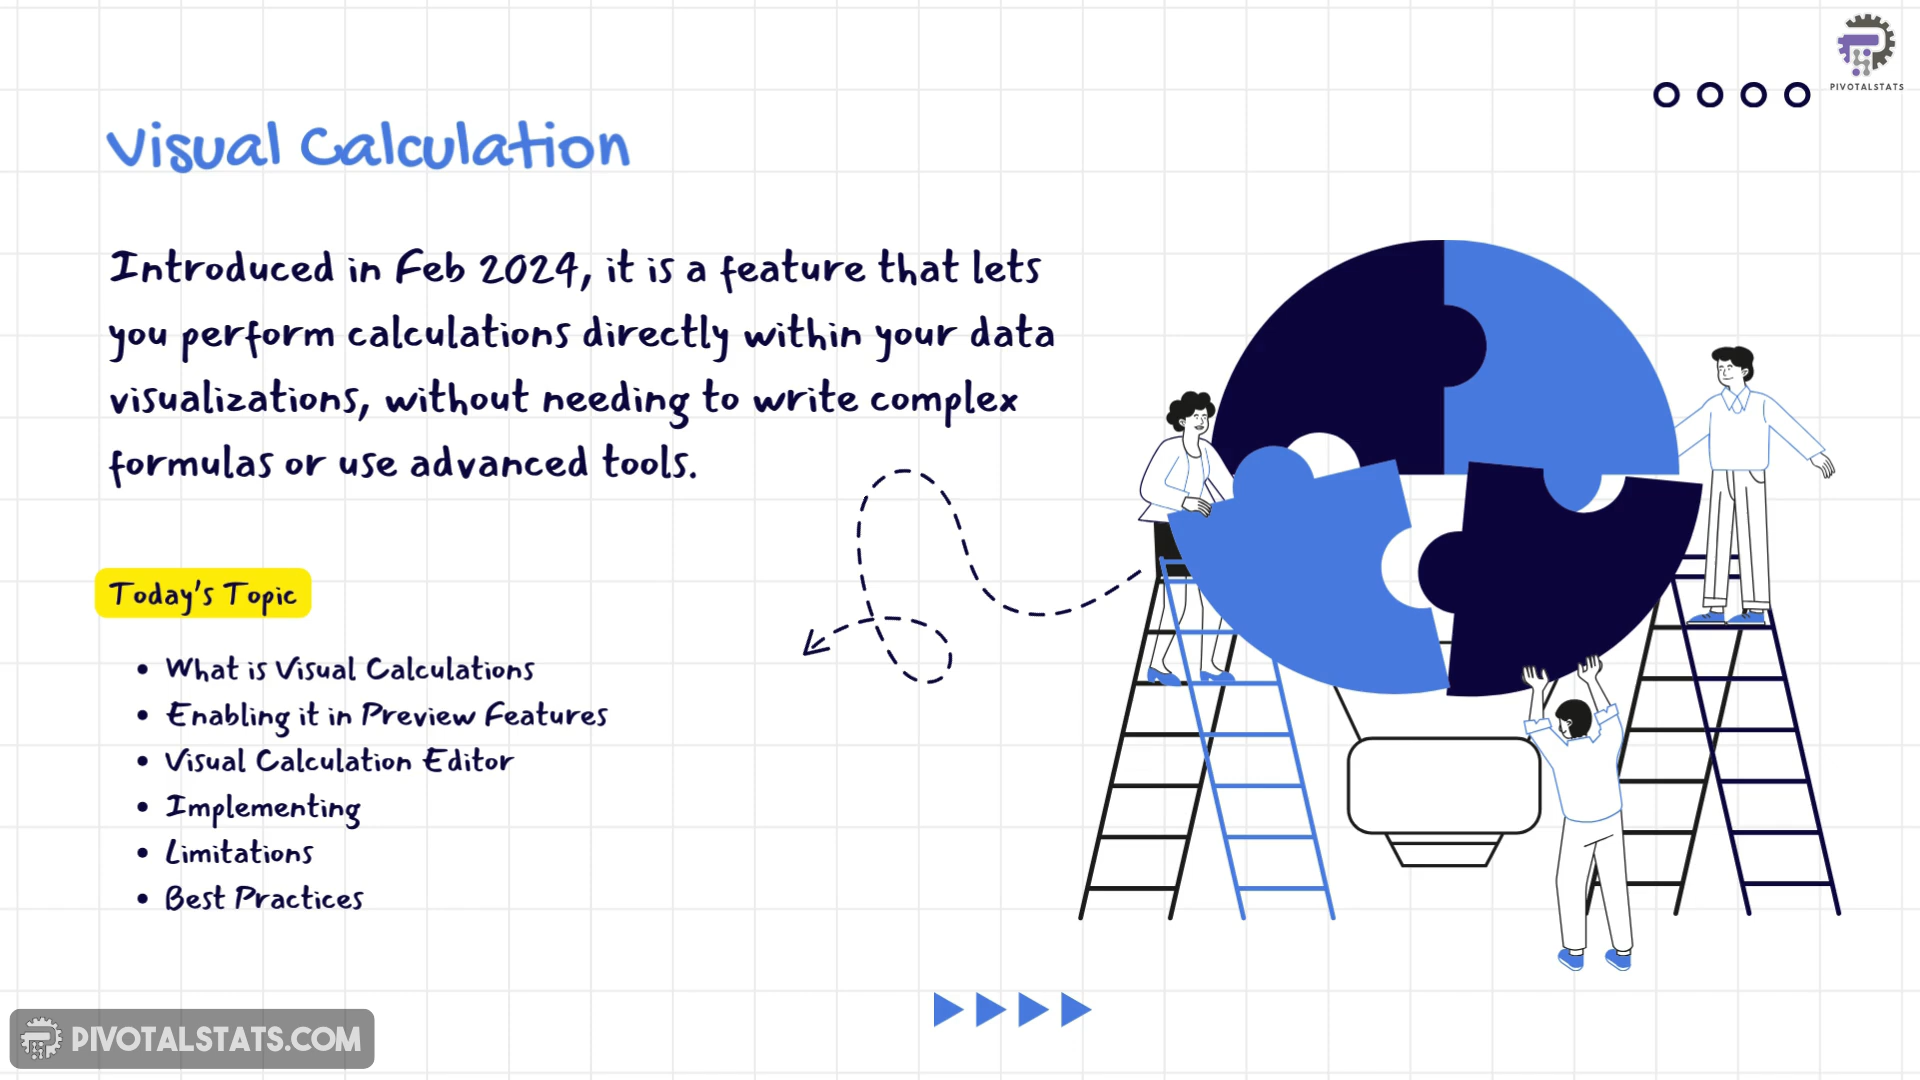 PIVOTALSTATS
Visual Calculation
Introduced in Feb 2024, it is a feature that lets
you perform calculations directly within your data
visualizations, without needing to write complex
formulas or use advanced tools.
Today's Topic
• What is Visual Calculations
• Enabling it in Preview Features
• Visual Calculation Editor
• Implementing
• Limitations
• Best Practices
PIVOTALSTATS.COM